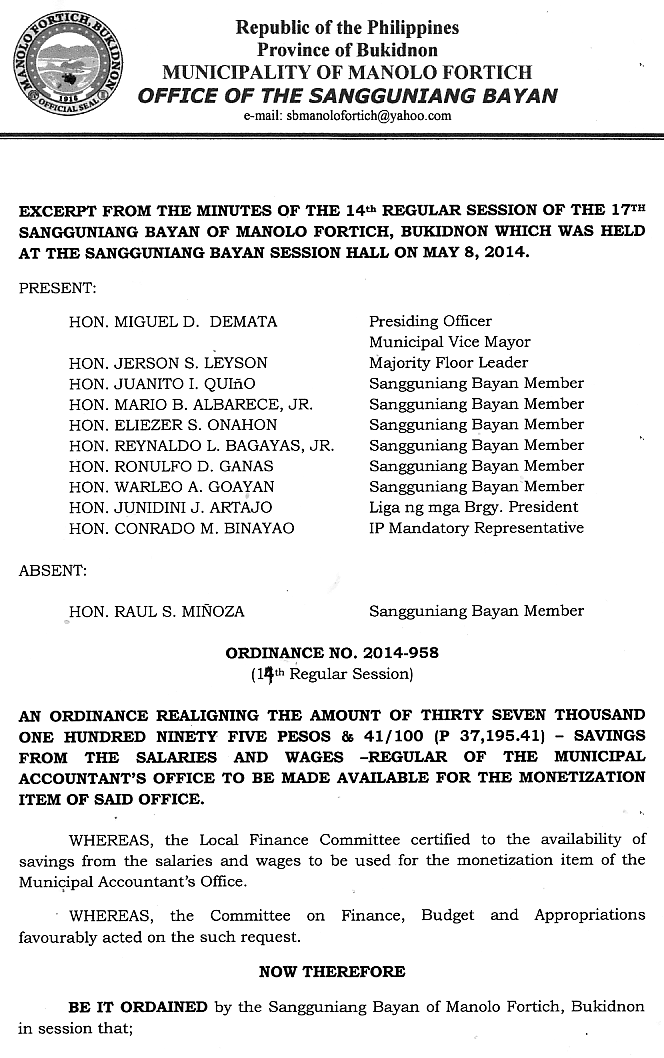 MANOLO FORTICH, BUKIDNON
1916
OFFICIAL SEAL
Republic of the Philippines
Province of Bukidnon
MUNICIPALITY OF MANOLO FORTICH
OFFICE OF THE SANGGUNIANG BAYAN
e-mail: sbmanolofortich@yahoo.com
EXCERPT FROM THE MINUTES OF THE 14th REGULAR SESSION OF THE 17TH
SANGGUNIANG BAYAN OF MANOLO FORTICH, BUKIDNON WHICH WAS HELD
AT THE SANGGUNIANG BAYAN SESSION HALL ON MAY 8, 2014.
PRESENT:
HON. MIGUEL D. DEMATA Presiding Officer
Municipal Vice Mayor
HON. JERSON S. LEYSON Majority Floor Leader
HON. JUANITO I. QUIñO Sangguniang Bayan Member
HON. MARIO B. ALBARECE, JR. Sangguniang Bayan Member
HON. ELIEZER S. ONAHON Sangguniang Bayan Member
HON. REYNALDO L. BAGAYAS, JR. Sangguniang Bayan Member
HON. RONULFO D. GANAS Sangguniang Bayan Member
HON. WARLEO A. GOAYAN Sangguniang Bayan Member
HON. JUNIDINI J. ARTAJO Liga ng mga Brgy. President
HON. CONRADO M. BINAYAO IP Mandatory Representative
ABSENT:
HON. RAUL S. MIÑOZA Sangguniang Bayan Member
ORDINANCE NO. 2014-958
(14th Regular Session)
AN ORDINANCE REALIGNING THE AMOUNT OF THIRTY SEVEN THOUSAND
ONE HUNDRED NINETY FIVE PESOS & 41/100 (P 37,195.41) – SAVINGS
FROM THE SALARIES AND WAGES –REGULAR OF THE MUNICIPAL
ACCOUNTANT'S OFFICE TO BE MADE AVAILABLE FOR THE MONETIZATION
ITEM OF SAID OFFICE.
WHEREAS, the Local Finance Committee certified to the availability of
savings from the salaries and wages to be used for the monetization item of the
Municipal Accountant's Office.
WHEREAS, the Committee on Finance, Budget and Appropriations
favourably acted on the such request.
NOW THEREFORE
BE IT ORDAINED by the Sangguniang Bayan of Manolo Fortich, Bukidnon
in session that;